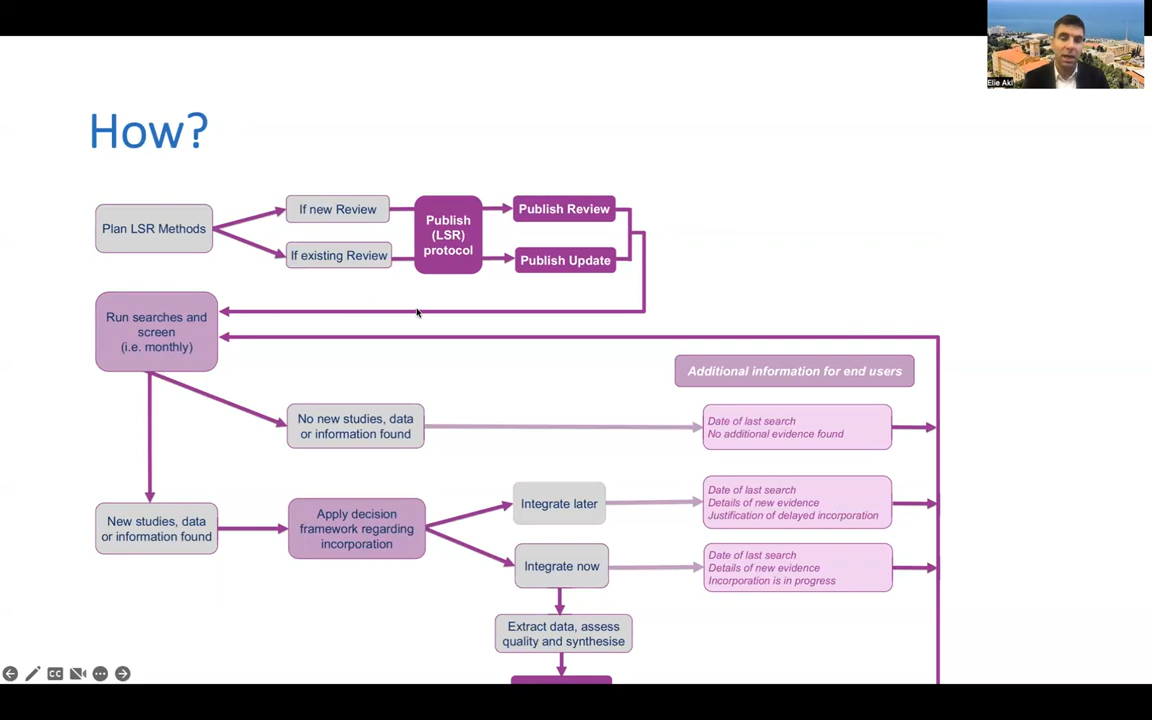 Elie Akl
How?
Plan LSR Methods
If new Review
If existing Review
Publish
(LSR)
protocol
Publish Review
Publish Update
Run searches and
screen
(i.e. monthly)
Additional information for end users
No new studies, data
or information found
Date of last search
No additional evidence found
New studies, data
or information found
Apply decision
framework regarding
incorporation
Integrate later
Date of last search
Details of new evidence
Justification of delayed incorporation
Integrate now
Date of last search
Details of new evidence
Incorporation is in progress
Extract data, assess
quality and synthesise
CC